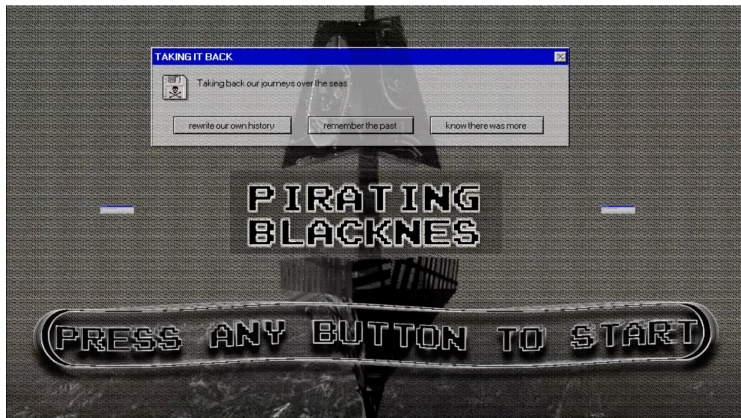 TAKING IT BACK
Taking back our journeys over the seas
rewrite our own history
remember the past
know there was more
PIRATING
BLACKNES
PRESS ANY BUTTON TO START